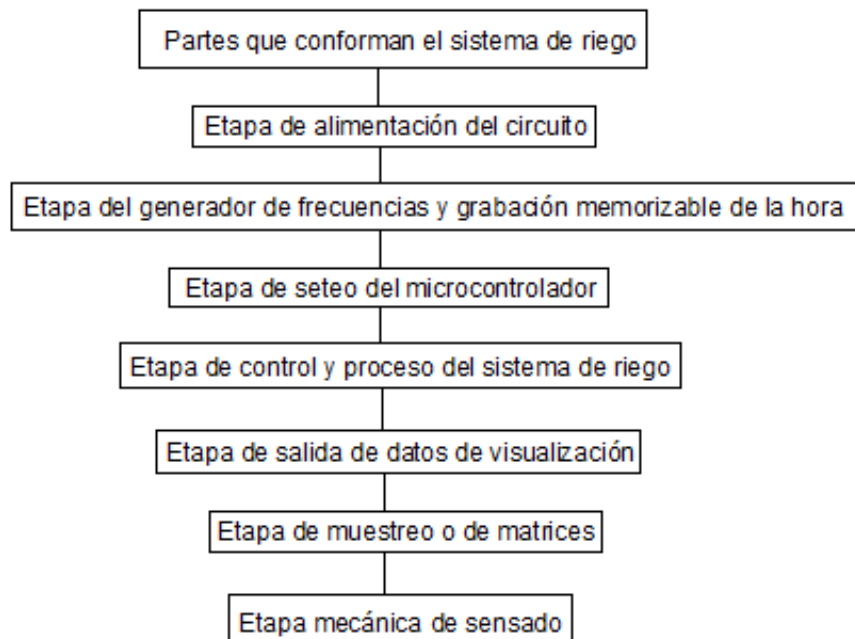 Partes que conforman el sistema de riego
Etapa de alimentación del circuito
Etapa del generador de frecuencias y grabación memorizable de la hora
Etapa de seteo del microcontrolador
Etapa de control y proceso del sistema de riego
Etapa de salida de datos de visualización
Etapa de muestreo o de matrices
Etapa mecánica de sensado